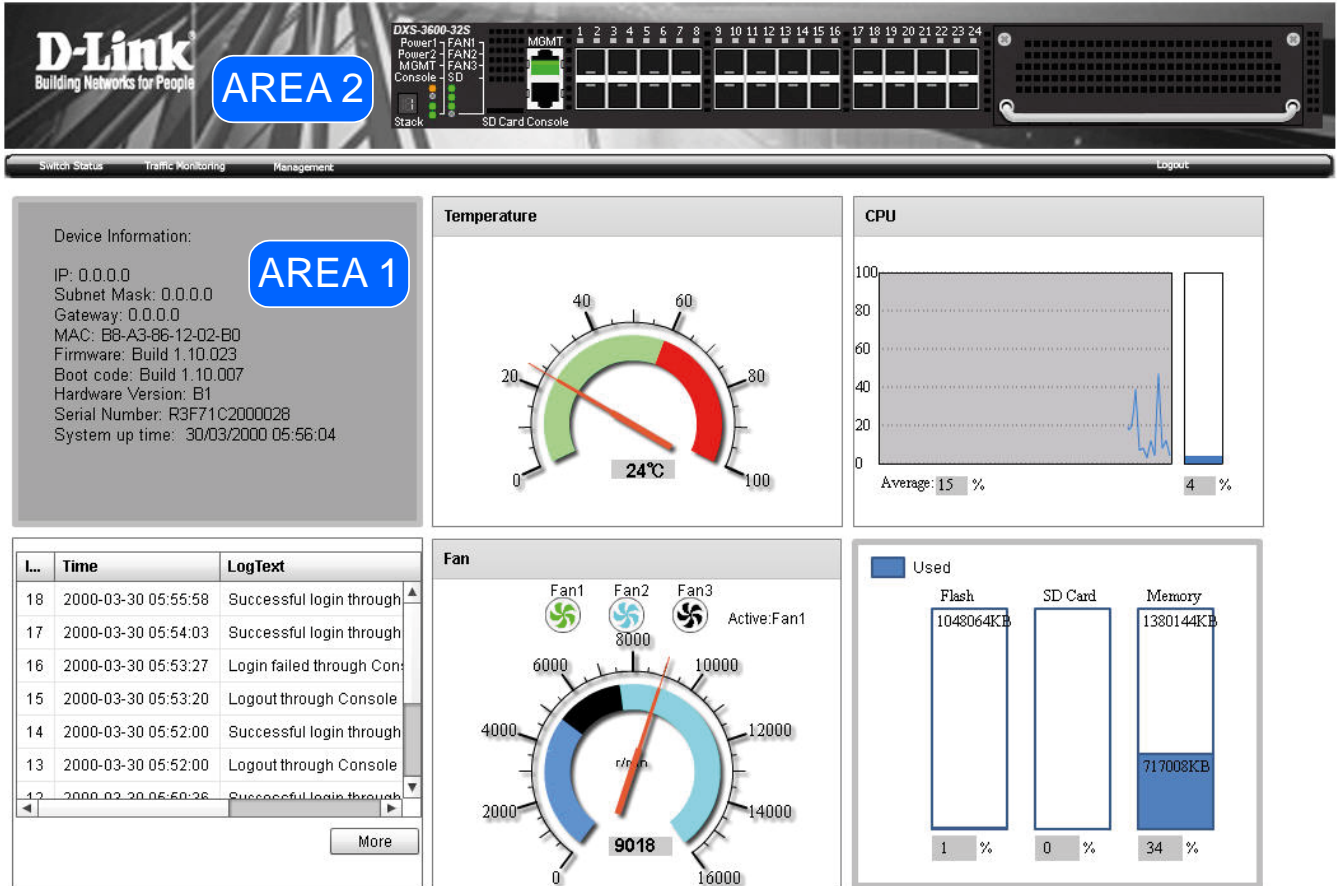 D-Link
Building Networks for People
AREA 2
DXS-3600-32S
Power1 FAN1
Power2 FAN2
MGMT FAN3
Console SD
Stack
SD Card Console
MGMT
1 2 3 4 5 6 7 8 9 10 11 12 13 14 15 16 17 18 19 20 21 22 23 24
Switch Status Traffic Monitoring Management Logout
Device Information:
AREA 1
IP: 0.0.0.0
Subnet Mask: 0.0.0.0
Gateway: 0.0.0.0
MAC: B8-A3-86-12-02-B0
Firmware: Build 1.10.023
Boot code: Build 1.10.007
Hardware Version: B1
Serial Number: R3F71C2000028
System up time: 30/03/2000 05:56:04
Temperature
0 20 40 60 80 100
24℃
CPU
100
80
60
40
20
0
Average: 15 %
4 %
I... Time LogText
18 2000-03-30 05:55:58 Successful login through
17 2000-03-30 05:54:03 Successful login through
16 2000-03-30 05:53:27 Login failed through Con
15 2000-03-30 05:53:20 Logout through Console
14 2000-03-30 05:52:00 Successful login through
13 2000-03-30 05:52:00 Logout through Console
12 2000-03-30 05:50:36 Successful login through
More
Fan
Fan1 Fan2 Fan3
Active:Fan1
0 2000 4000 6000 8000 10000 12000 14000 16000
9018
Used
Flash SD Card Memory
1048064KB 1380144KB
717008KB
1 % 0 % 34 %